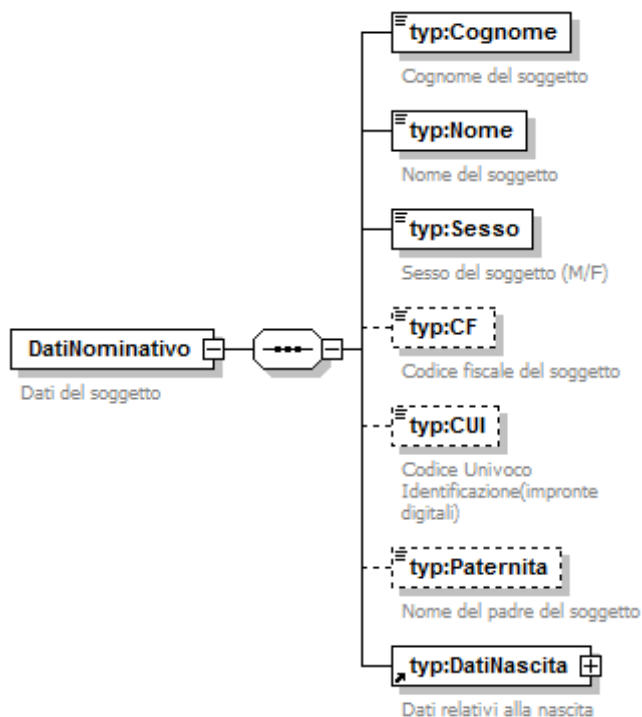 typ:Cognome
Cognome del soggetto
typ:Nome
Nome del soggetto
typ:Sesso
Sesso del soggetto (M/F)
DatiNominativo
Dati del soggetto
typ:CF
Codice fiscale del soggetto
typ:CUI
Codice Univoco
Identificazione(impronte
digitali)
typ:Paternita
Nome del padre del soggetto
typ:DatiNascita
Dati relativi alla nascita